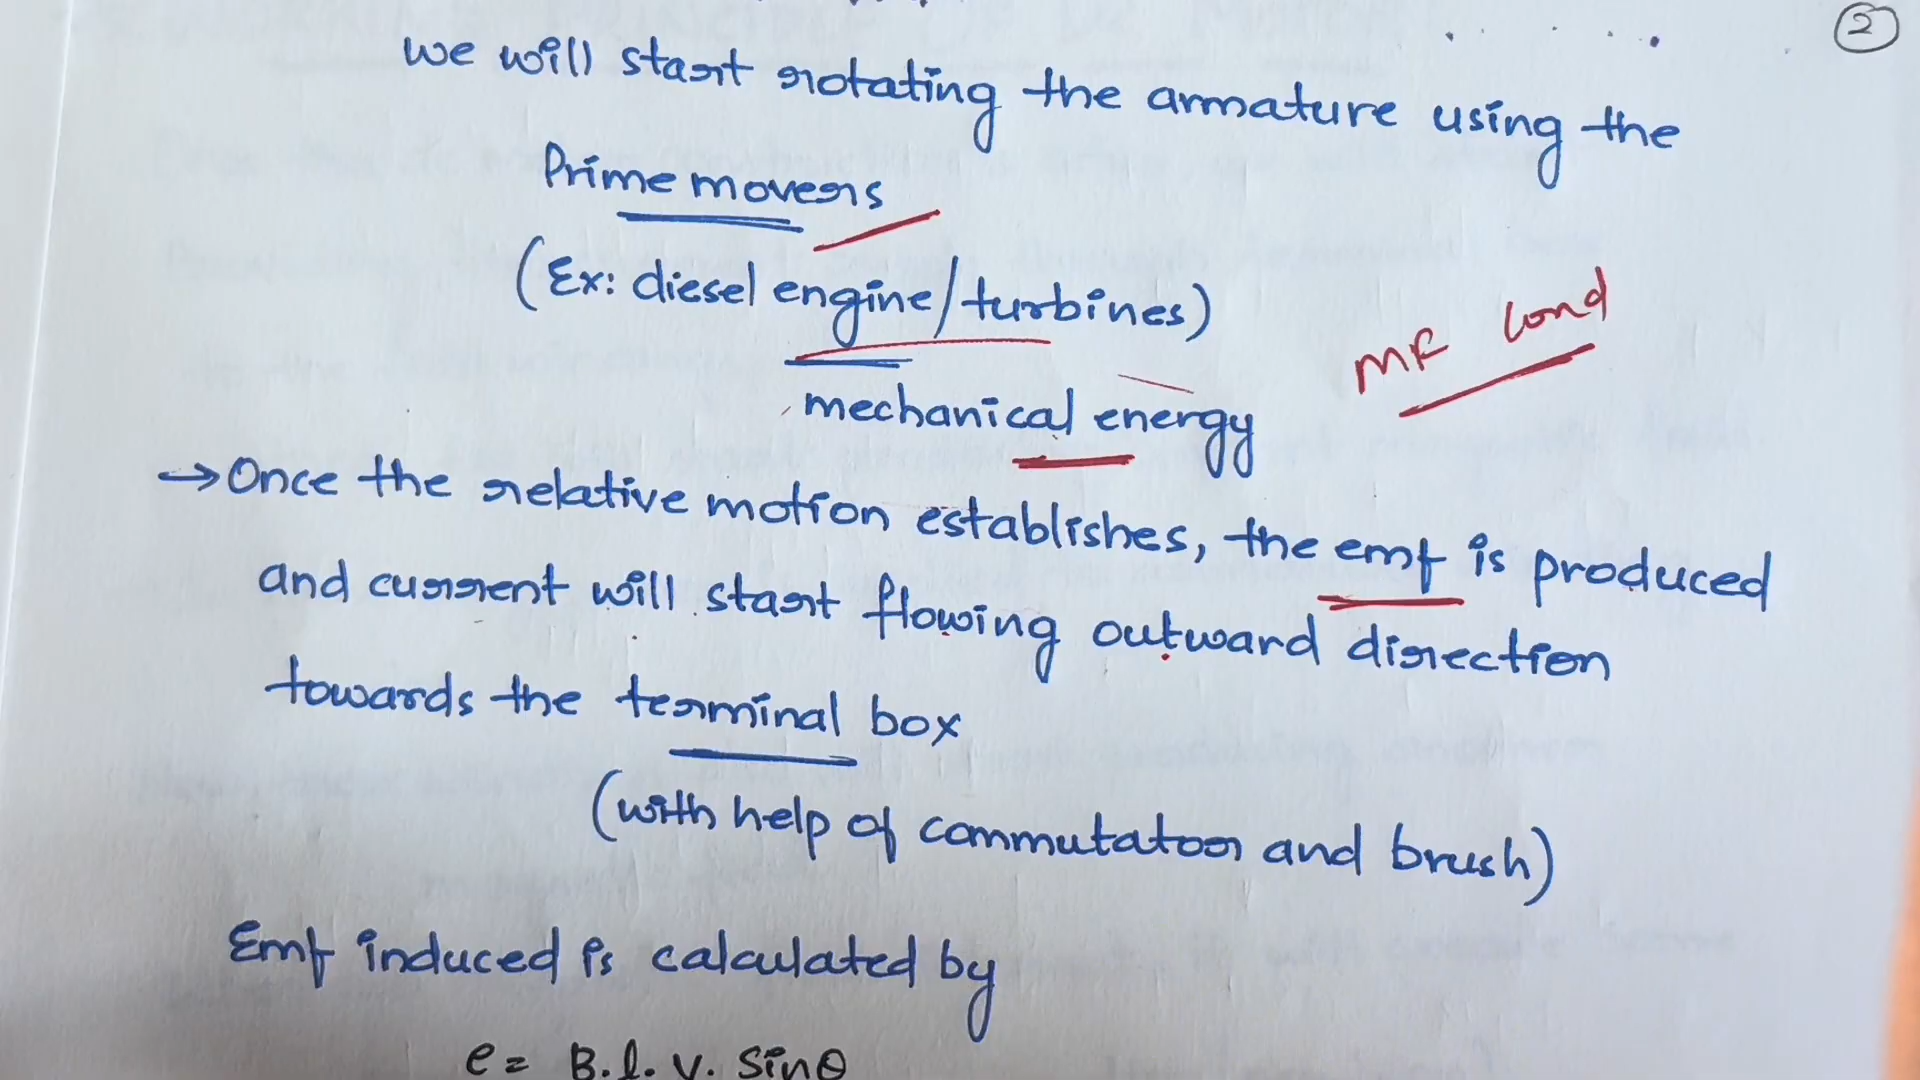 2
we will start rotating the armature using the
Prime movers
(Ex: diesel engine/turbines)
MF Cond
mechanical energy
→Once the relative motion establishes, the emf is produced
and current will start flowing outward direction
towards the terminal box
(with help of commutator and brush)
Emf induced is calculated by
e= B.l.v. Sinθ